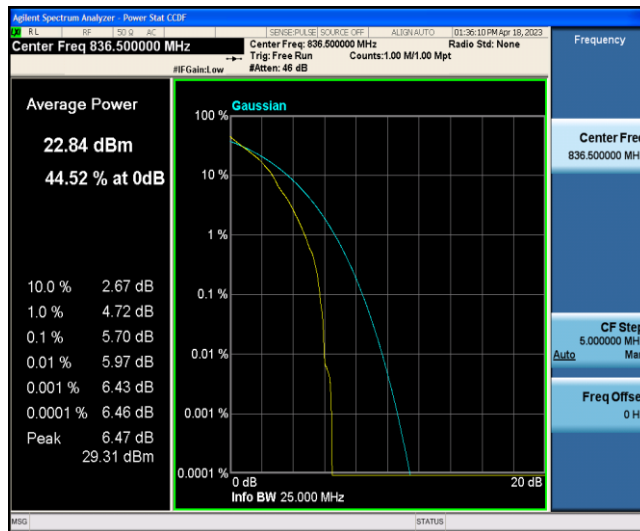 Agilent Spectrum Analyzer - Power Stat CCDF
LXI RL RF 50 Ω AC SENSE:PULSE SOURCE OFF ALIGN AUTO 01:36:10 PM Apr 18, 2023
Center Freq 836.500000 MHz
Center Freq: 836.500000 MHz Radio Std: None
Trig: Free Run Counts:1.00 M/1.00 Mpt
#IFGain:Low #Atten: 46 dB
Frequency
Average Power
22.84 dBm
44.52 % at 0dB
10.0 % 2.67 dB
1.0 % 4.72 dB
0.1 % 5.70 dB
0.01 % 5.97 dB
0.001 % 6.43 dB
0.0001 % 6.46 dB
Peak 6.47 dB
29.31 dBm
Gaussian
100 %
10 %
1 %
0.1 %
0.01 %
0.001 %
0.0001 %
0 dB 20 dB
Info BW 25.000 MHz
Center Freq
836.500000 MH
CF Step
5.000000 MH
Auto Ma
Freq Offse
0 H
MSG STATUS